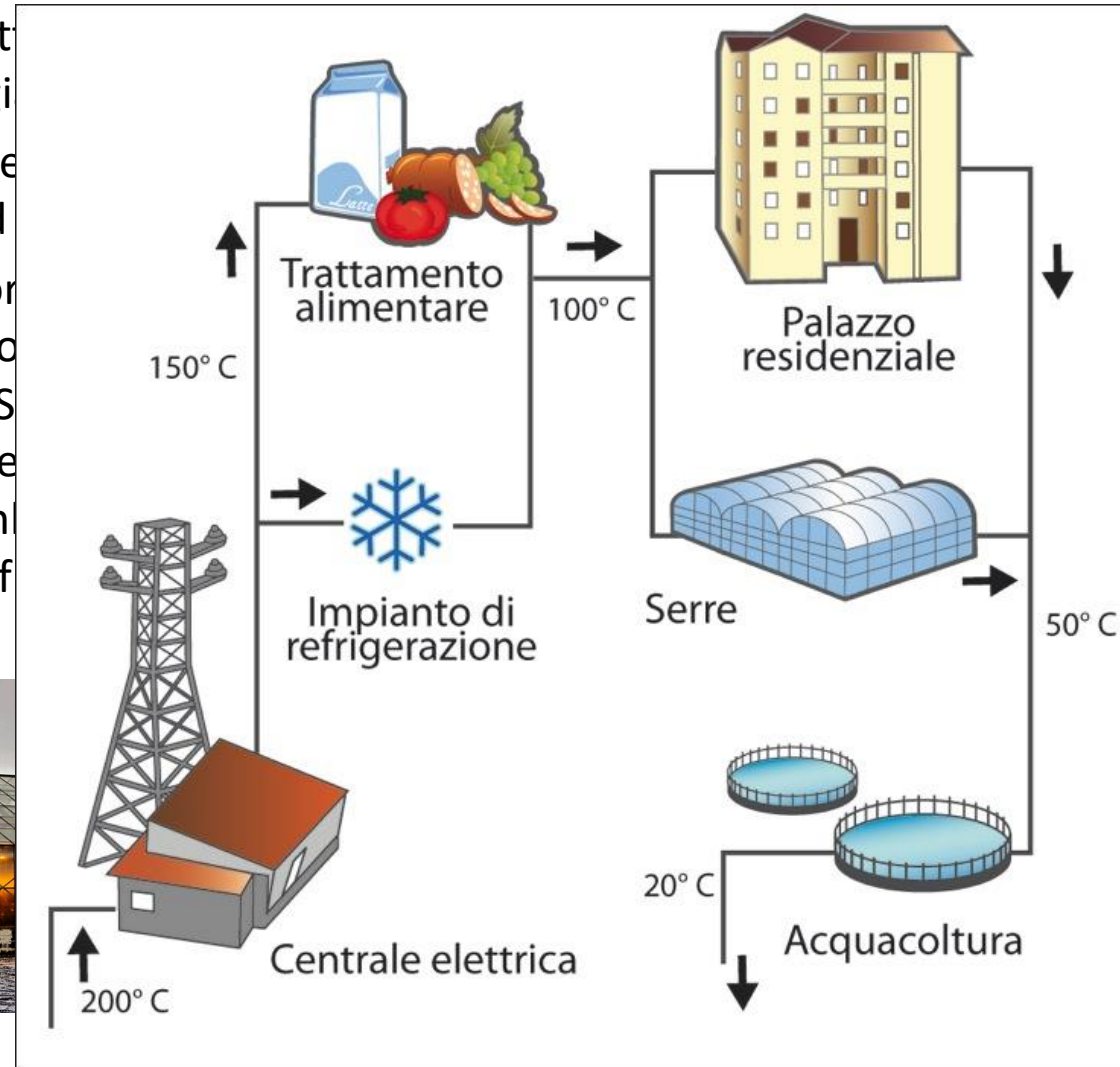 Latte
Trattamento
alimentare
150° C
100° C
Palazzo
residenziale
Impianto di
refrigerazione
Serre
50° C
20° C
Centrale elettrica
Acquacoltura
200° C